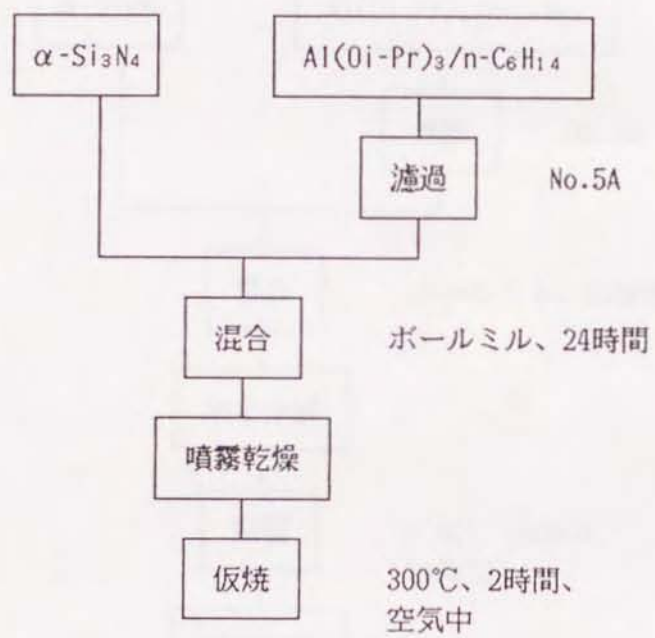 α-Si₃N₄
Al(Oi-Pr)₃/n-C₆H₁₄
濾過 No.5A
混合 ボールミル、24時間
噴霧乾燥
仮焼 300℃、2時間、
空気中